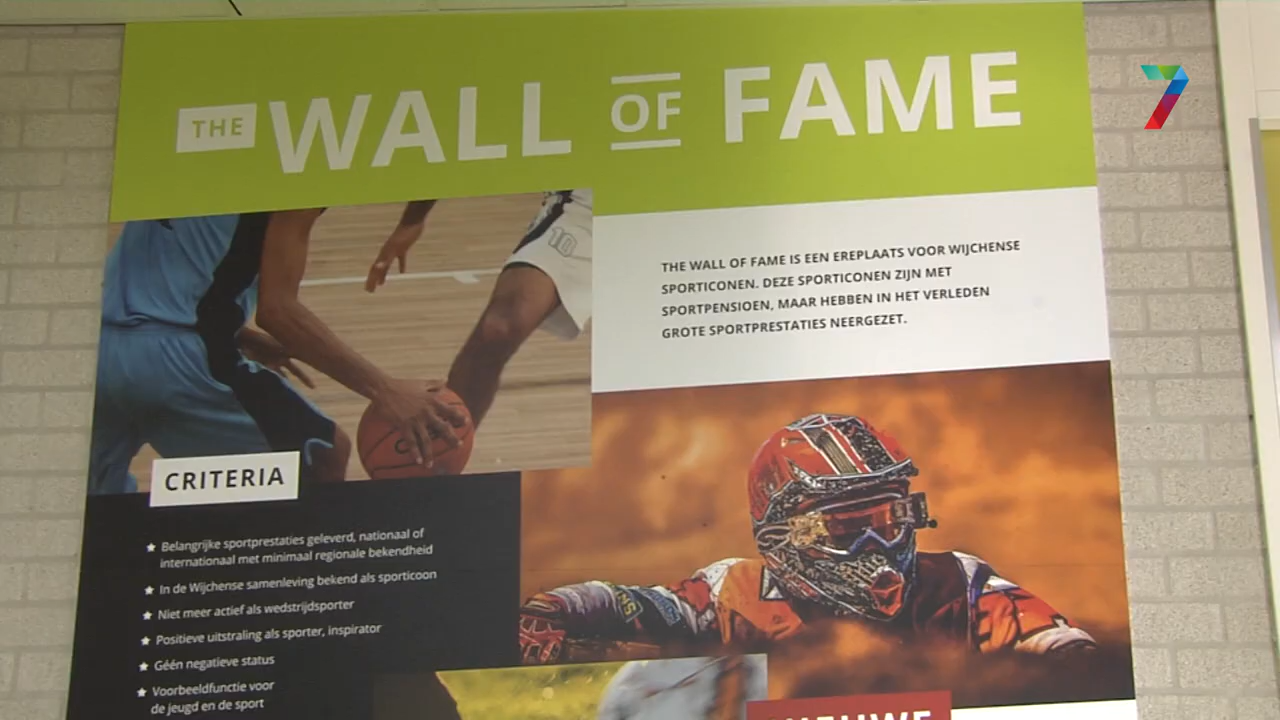 THE WALL OF FAME
THE WALL OF FAME IS EEN EREPLAATS VOOR WIJCHENSE
SPORTICONEN. DEZE SPORTICONEN ZIJN MET
SPORTPENSIOEN, MAAR HEBBEN IN HET VERLEDEN
GROTE SPORTPRESTATIES NEERGEZET.
10
CRITERIA
★ Belangrijke sportprestaties geleverd, nationaal of
internationaal met minimaal regionale bekendheid
★ In de Wijchense samenleving bekend als sporticoon
★ Niet meer actief als wedstrijdsporter
★ Positieve uitstraling als sporter, inspirator
★ Géén negatieve status
★ Voorbeeldfunctie voor
de jeugd en de sport
7